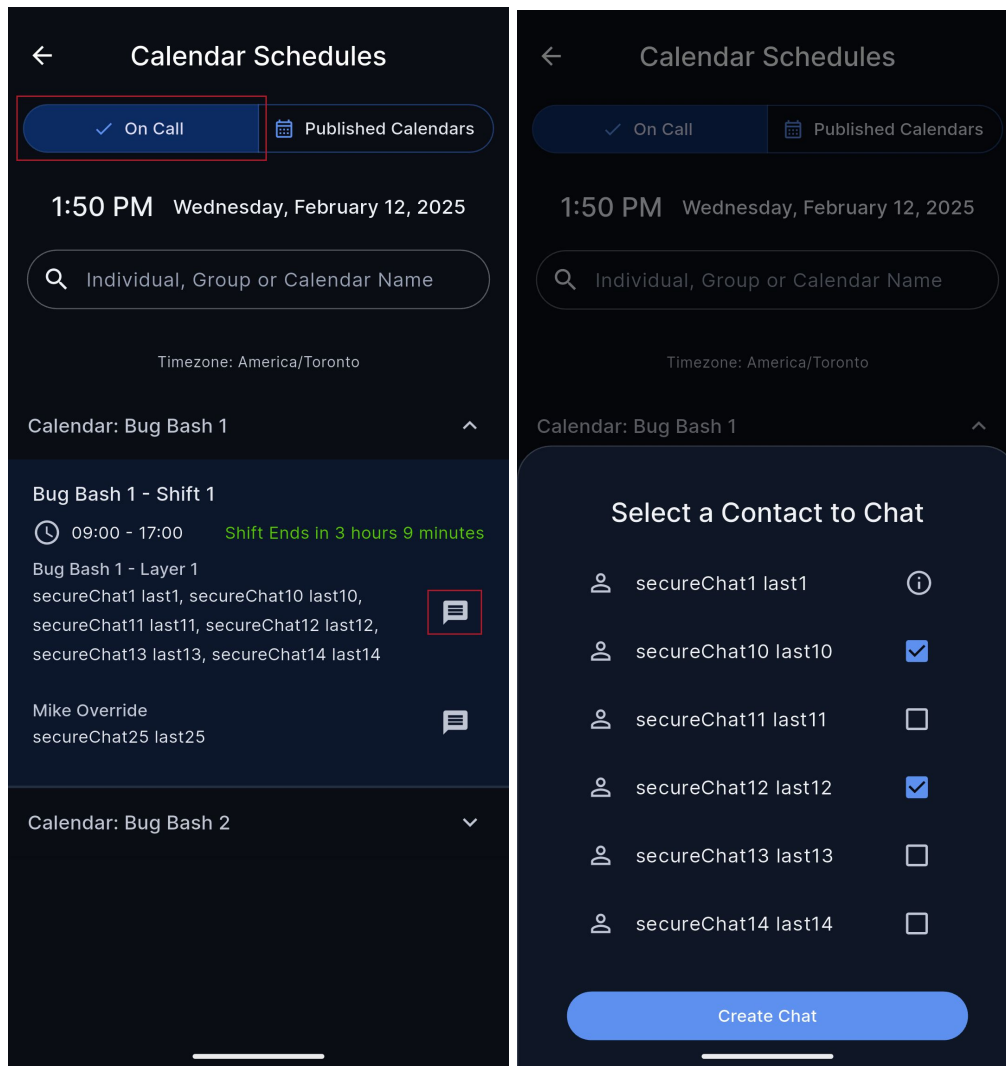 Calendar Schedules
On Call
Published Calendars
1:50 PM Wednesday, February 12, 2025
Individual, Group or Calendar Name
Timezone: America/Toronto
Calendar: Bug Bash 1
Bug Bash 1 - Shift 1
09:00 - 17:00 Shift Ends in 3 hours 9 minutes
Bug Bash 1 - Layer 1
secureChat1 last1, secureChat10 last10,
secureChat11 last11, secureChat12 last12,
secureChat13 last13, secureChat14 last14
Mike Override
secureChat25 last25
Calendar: Bug Bash 2
Calendar Schedules
On Call
Published Calendars
1:50 PM Wednesday, February 12, 2025
Individual, Group or Calendar Name
Timezone: America/Toronto
Calendar: Bug Bash 1
Select a Contact to Chat
secureChat1 last1
secureChat10 last10
secureChat11 last11
secureChat12 last12
secureChat13 last13
secureChat14 last14
Create Chat